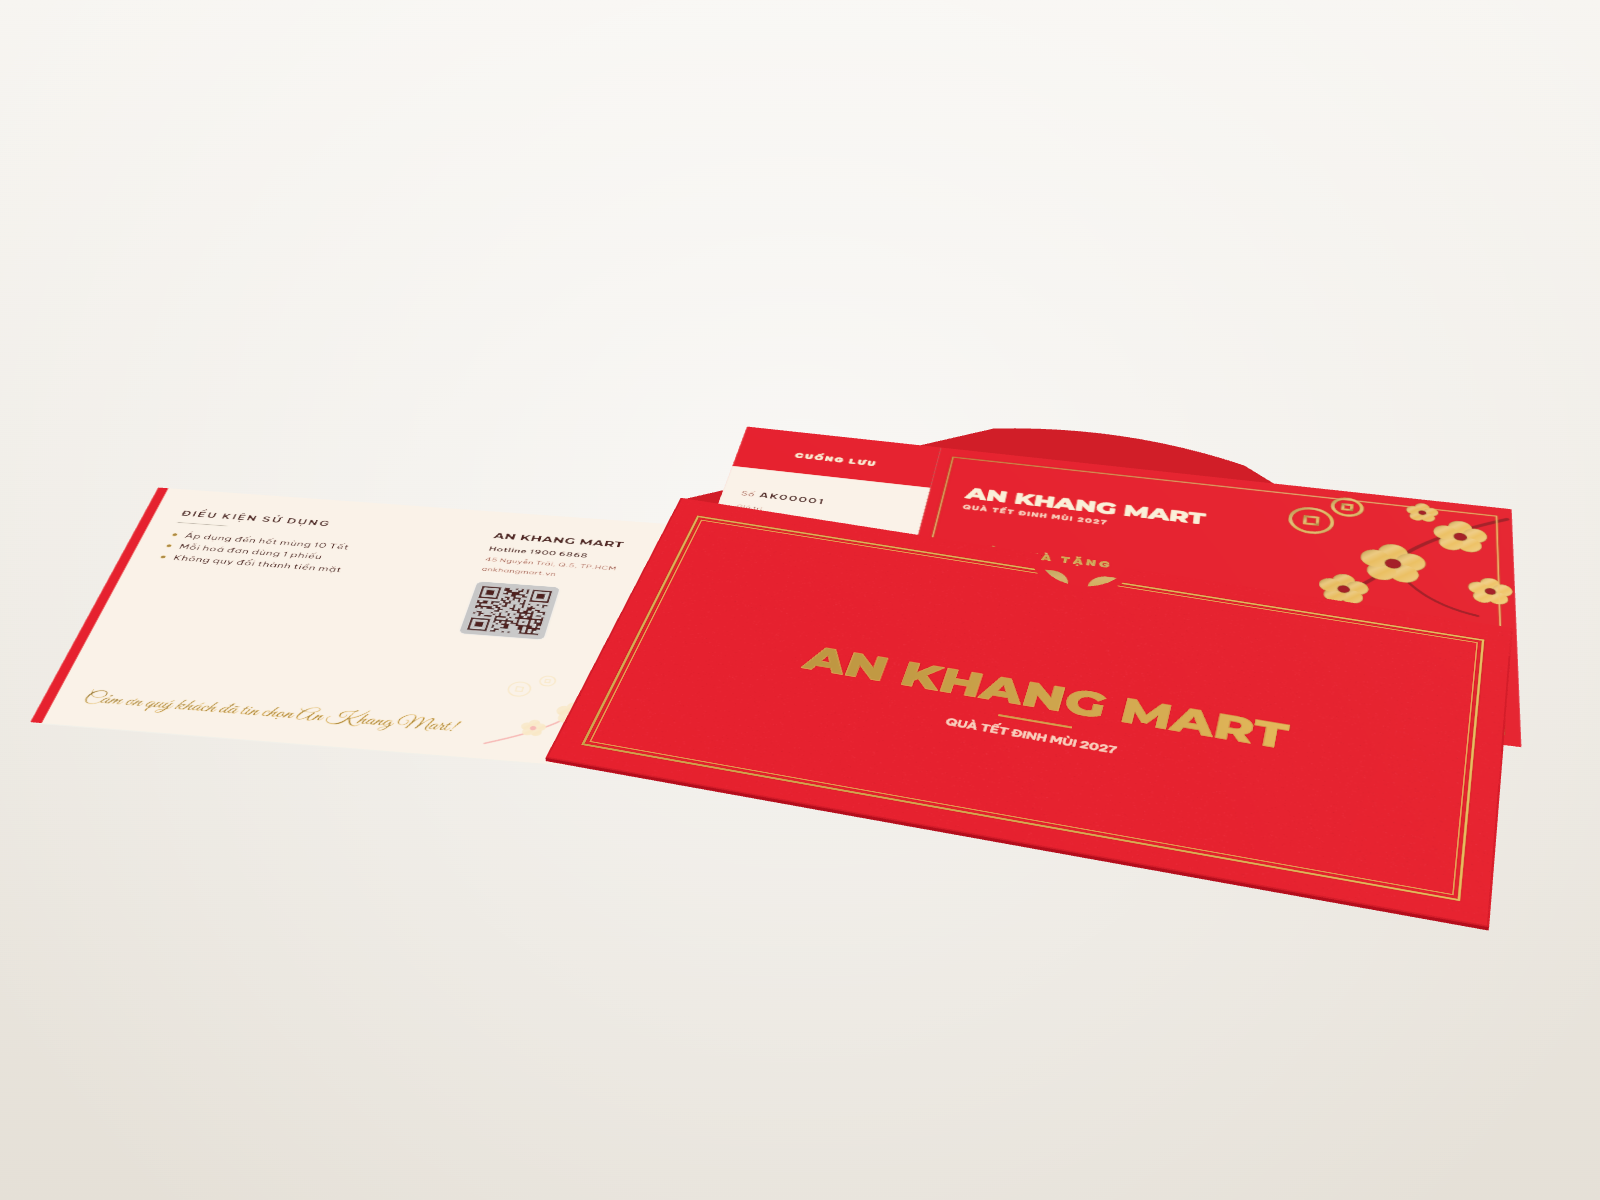 ĐIỀU KIỆN SỬ DỤNG
Áp dụng đến hết mùng 10 Tết
Mỗi hoá đơn dùng 1 phiếu
Không quy đổi thành tiền mặt
AN KHANG MART
Hotline 1900 6868
45 Nguyễn Trãi, Q.5, TP.HCM
ankhangmart.vn
Cảm ơn quý khách đã tin chọn An Khang Mart!
CUỐNG LƯU
Số AK00001
AN KHANG MART
QUÀ TẾT ĐINH MÙI 2027
À TẶNG
AN KHANG MART
QUÀ TẾT ĐINH MÙI 2027